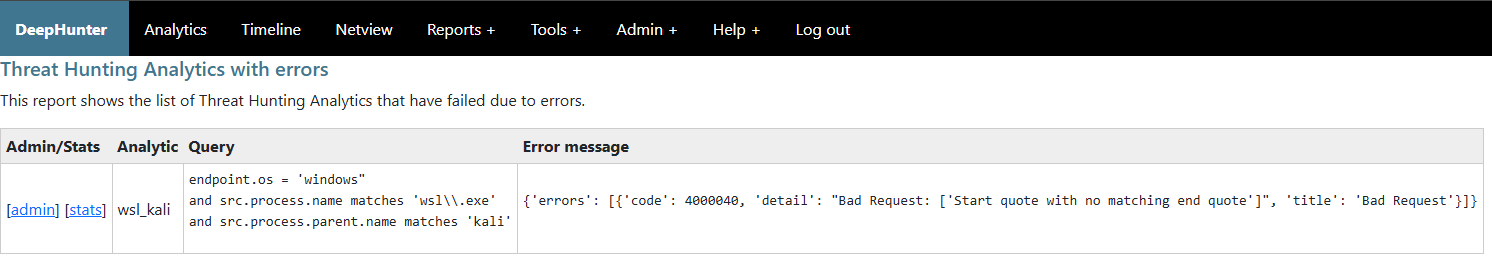 DeepHunter Analytics Timeline Netview Reports + Tools + Admin + Help + Log out
Threat Hunting Analytics with errors
This report shows the list of Threat Hunting Analytics that have failed due to errors.
Admin/Stats Analytic Query Error message
[admin] [stats] wsl_kali
endpoint.os = 'windows"
and src.process.name matches 'wsl\\.exe'
and src.process.parent.name matches 'kali'
{'errors': [{'code': 4000040, 'detail': "Bad Request: ['Start quote with no matching end quote']", 'title': 'Bad Request'}]}